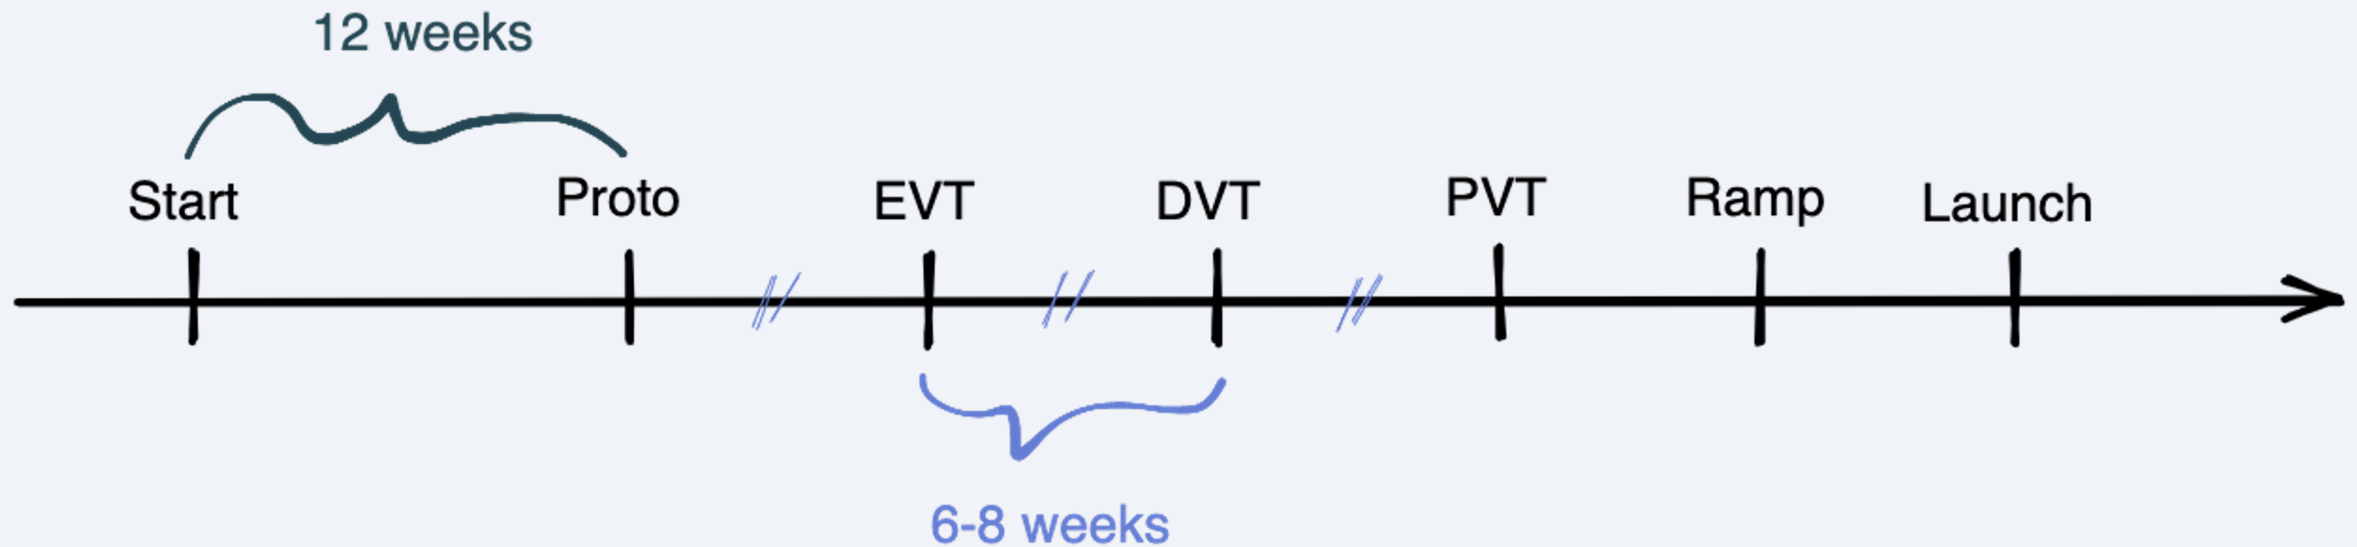 12 weeks
Start
Proto
EVT
DVT
PVT
Ramp
Launch
6-8 weeks